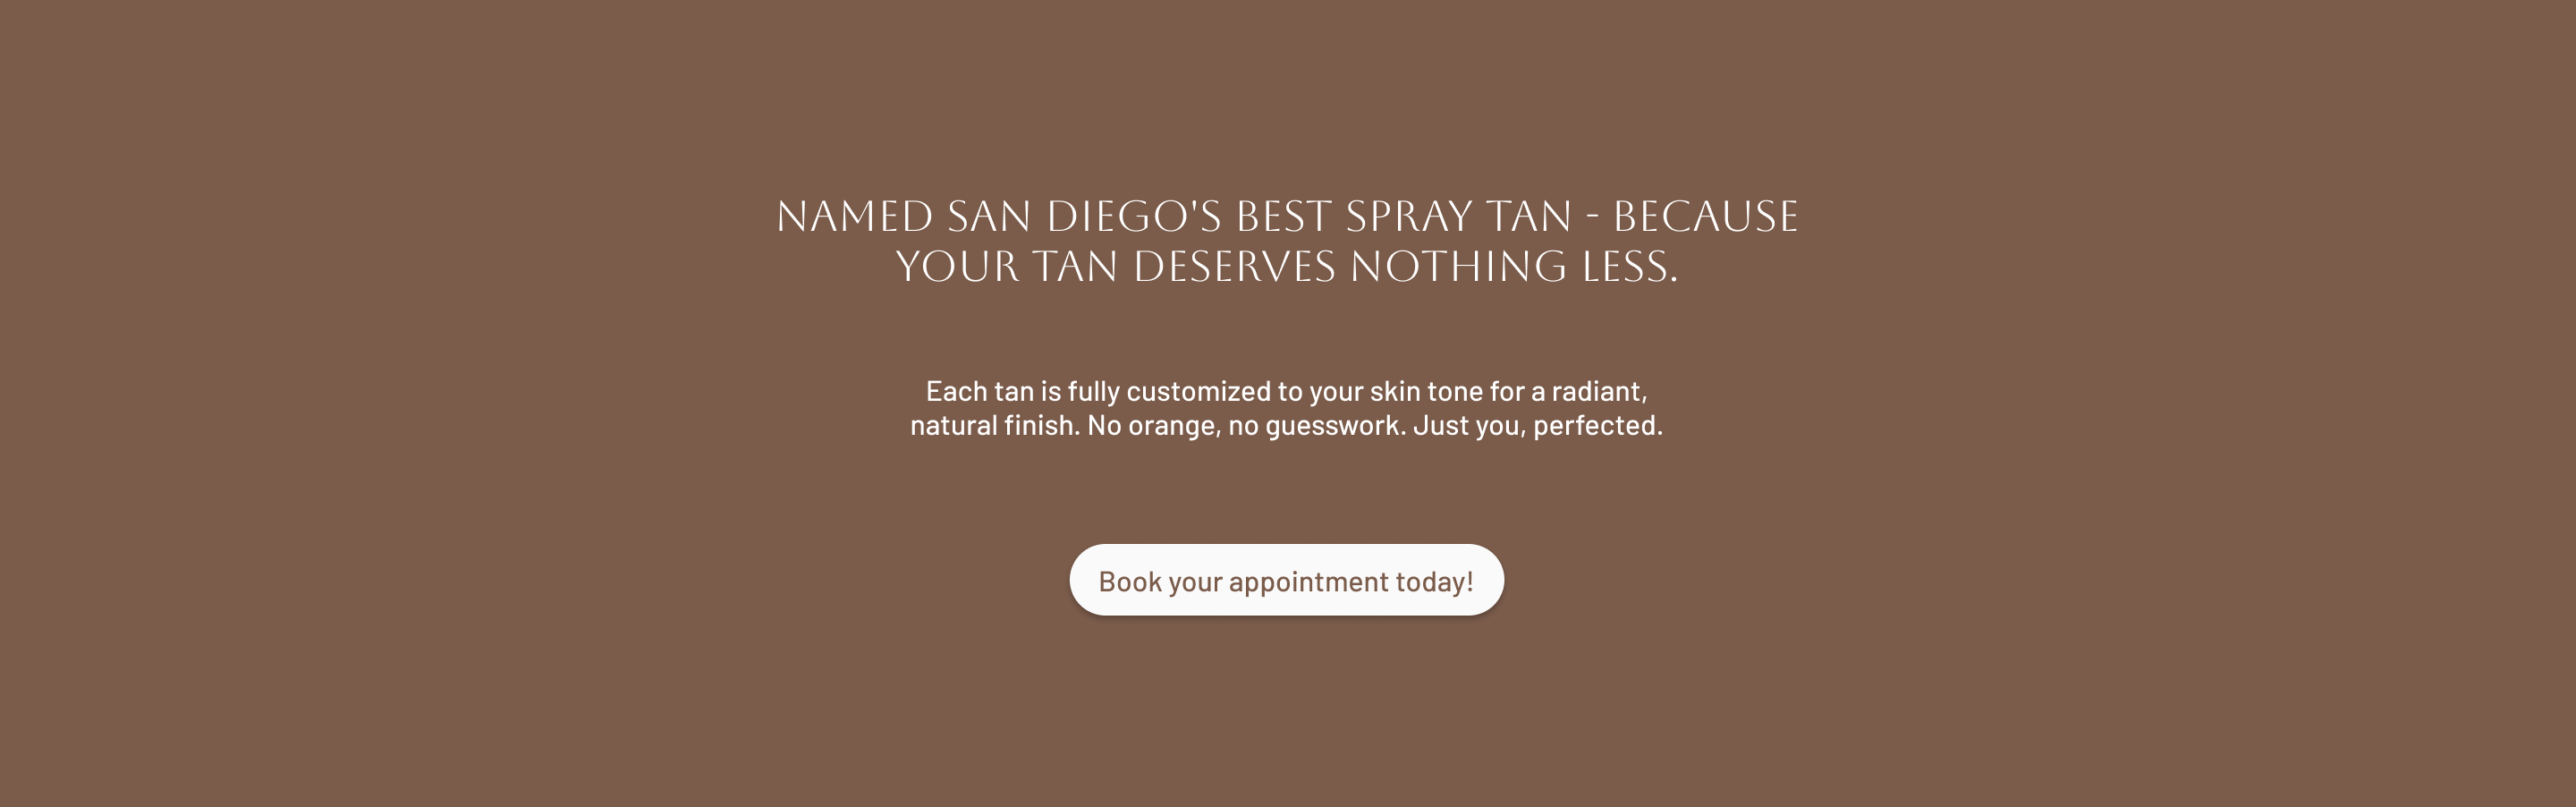 NAMED SAN DIEGO'S BEST SPRAY TAN - BECAUSE
YOUR TAN DESERVES NOTHING LESS.
Each tan is fully customized to your skin tone for a radiant,
natural finish. No orange, no guesswork. Just you, perfected.
Book your appointment today!